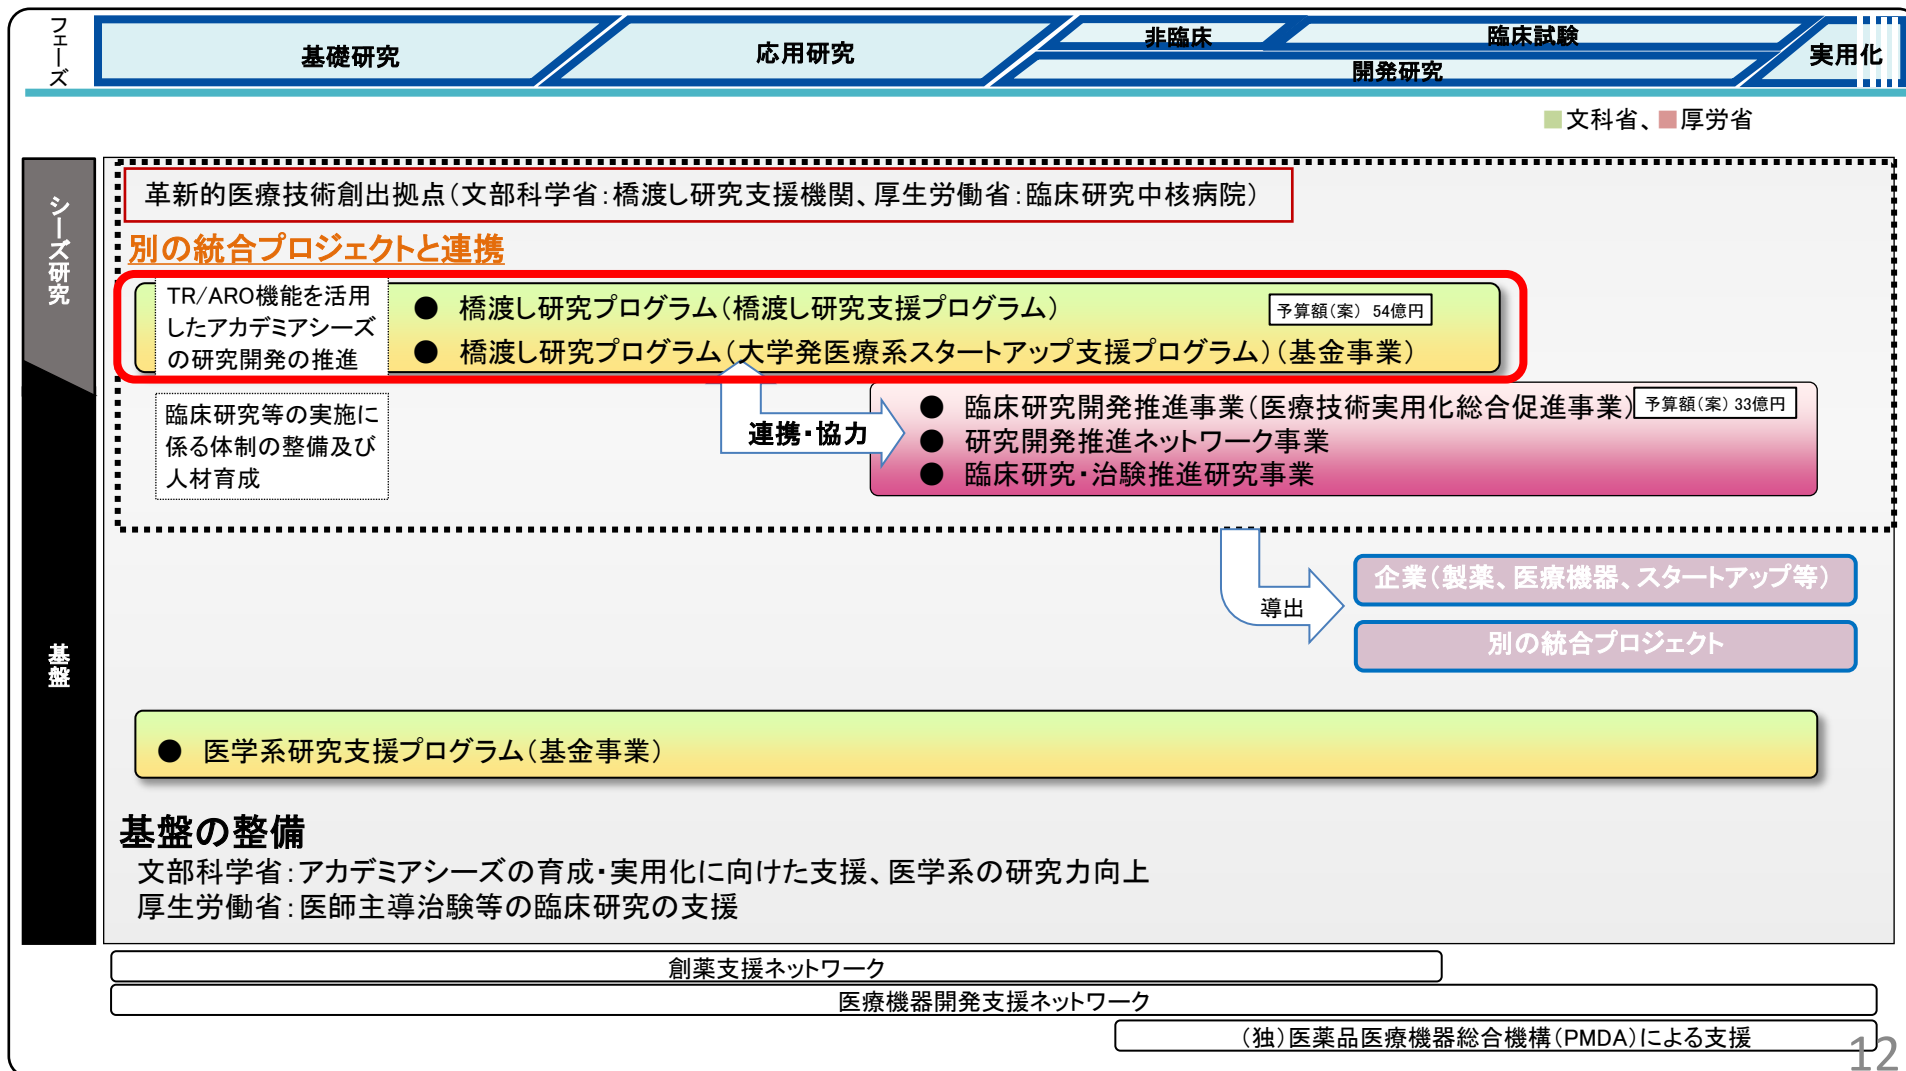 フェーズ
基礎研究
応用研究
非臨床
臨床試験
開発研究
実用化
文科省、厚労省
シーズ研究
革新的医療技術創出拠点（文部科学省：橋渡し研究支援機関、厚生労働省：臨床研究中核病院）
別の統合プロジェクトと連携
TR/ARO機能を活用
したアカデミアシーズ
の研究開発の推進
● 橋渡し研究プログラム（橋渡し研究支援プログラム）
予算額（案） 54億円
● 橋渡し研究プログラム（大学発医療系スタートアップ支援プログラム）（基金事業）
臨床研究等の実施に
係る体制の整備及び
人材育成
連携・協力
● 臨床研究開発推進事業（医療技術実用化総合促進事業）
予算額（案） 33億円
● 研究開発推進ネットワーク事業
● 臨床研究・治験推進研究事業
基盤
導出
企業（製薬、医療機器、スタートアップ等）
別の統合プロジェクト
● 医学系研究支援プログラム（基金事業）
基盤の整備
文部科学省：アカデミアシーズの育成・実用化に向けた支援、医学系の研究力向上
厚生労働省：医師主導治験等の臨床研究の支援
創薬支援ネットワーク
医療機器開発支援ネットワーク
（独）医薬品医療機器総合機構（PMDA）による支援
12